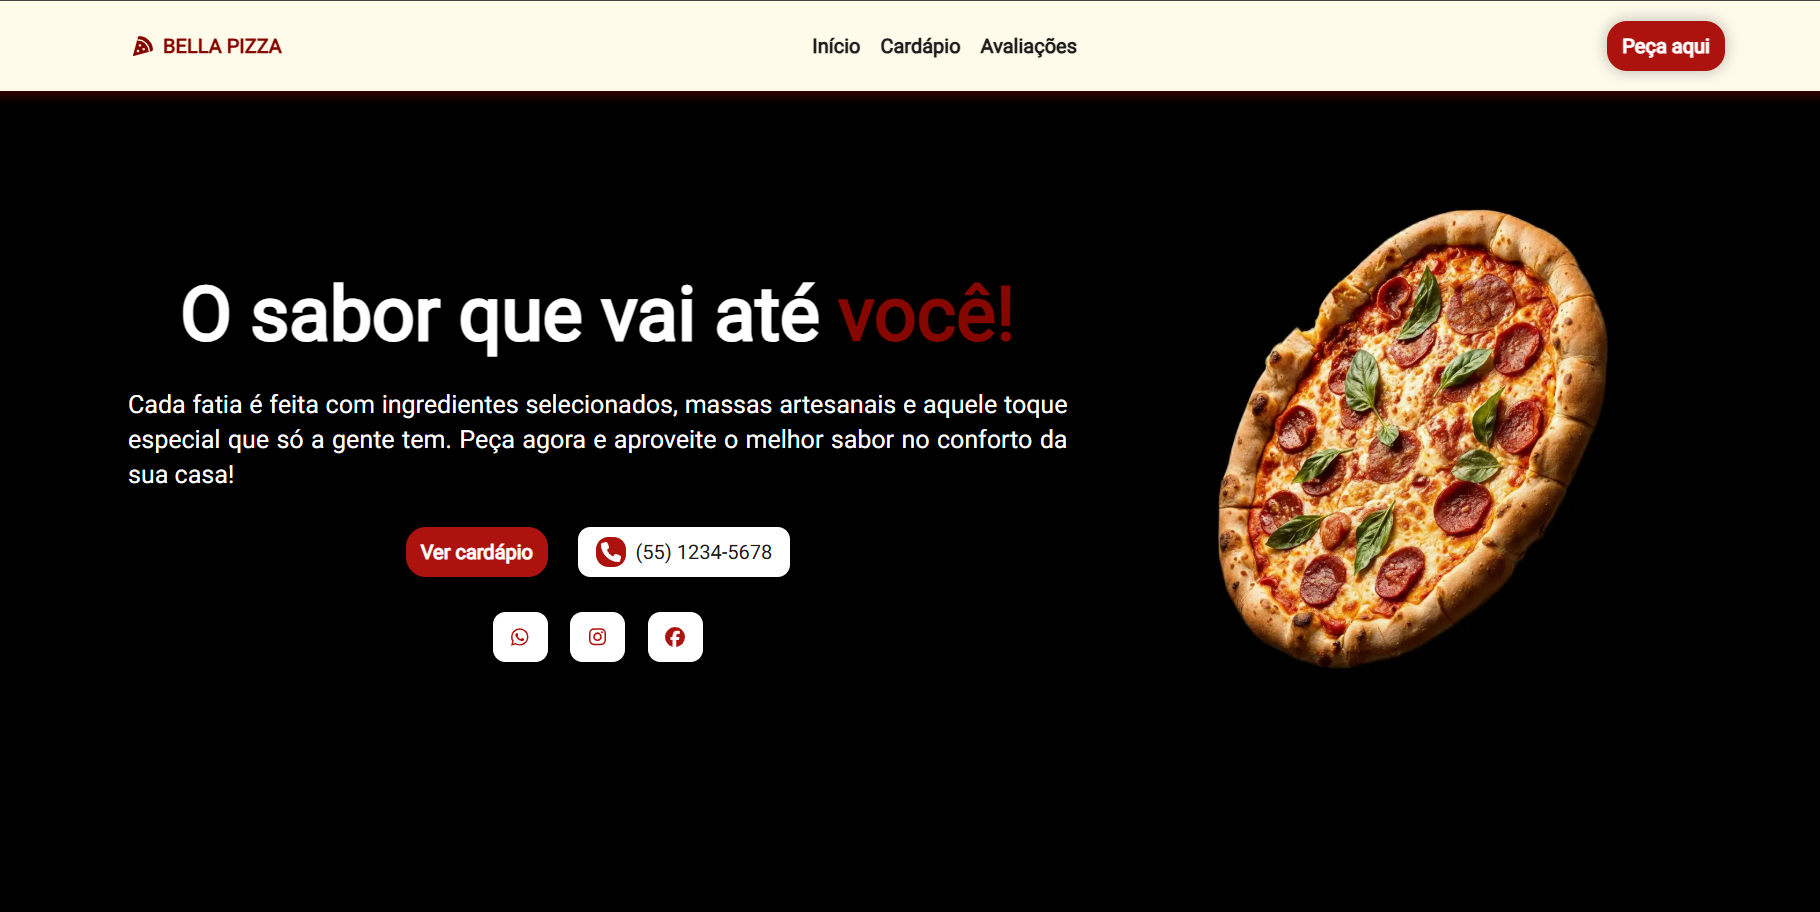 BELLA PIZZA
Início Cardápio Avaliações
Peça aqui
O sabor que vai até você!
Cada fatia é feita com ingredientes selecionados, massas artesanais e aquele toque
especial que só a gente tem. Peça agora e aproveite o melhor sabor no conforto da
sua casa!
Ver cardápio
(55) 1234-5678